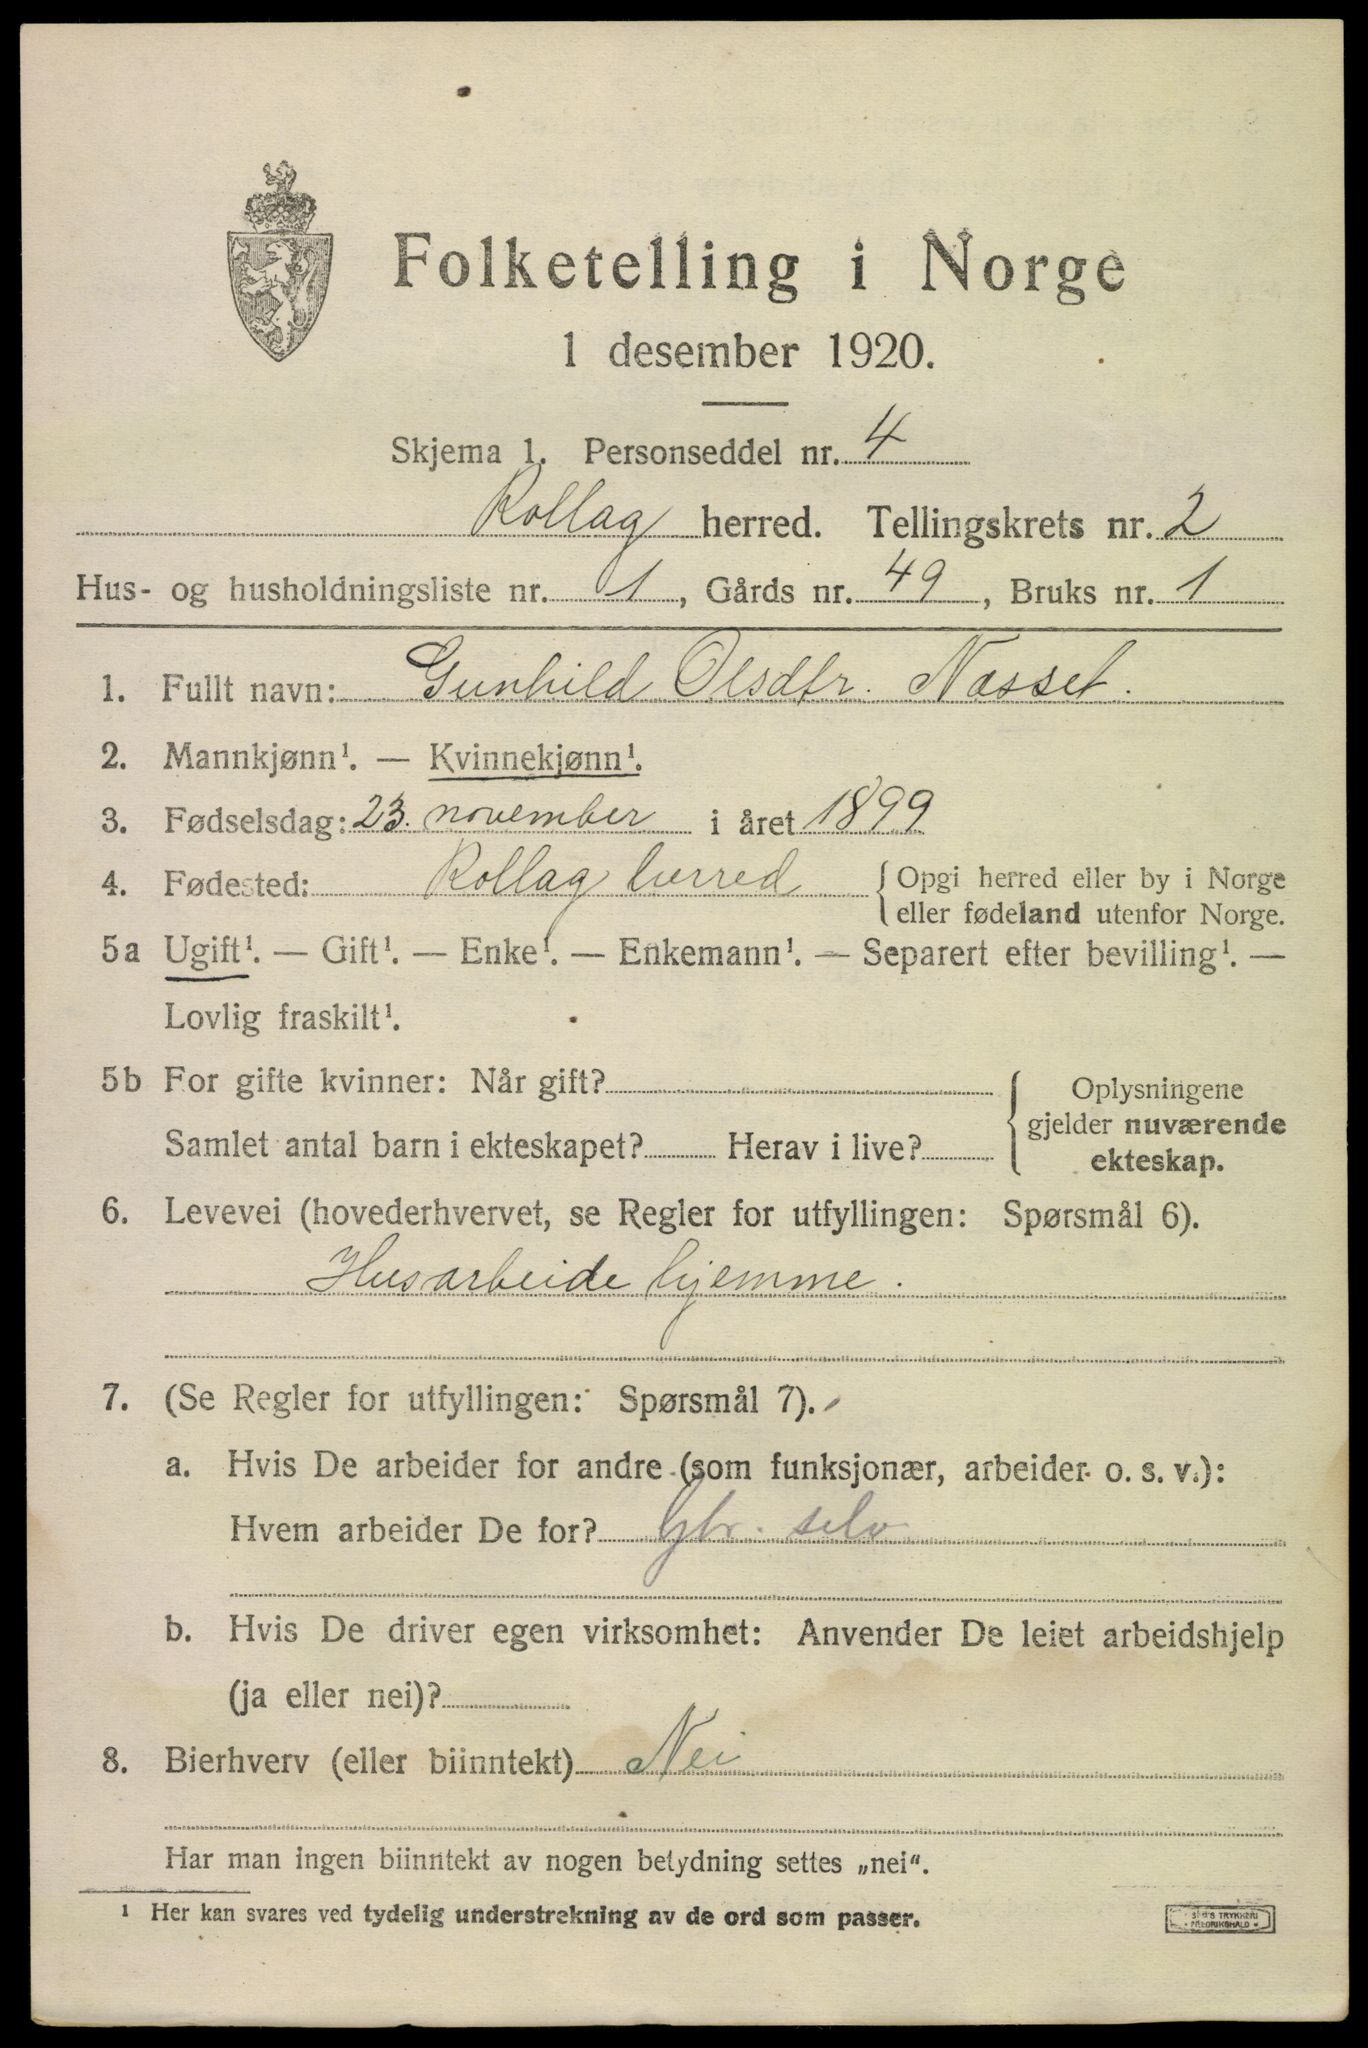 Folketelling i Norge
1 desember 1920.
Skjema 1. Personseddel nr. 4
Rollag herred. Tellingskrets nr. 2
Hus- og husholdningsliste nr. 1, Gårds nr. 49, Bruks nr. 1
1. Fullt navn: Gunhild Olsdtr. Næsset.
2. Mannkjønn¹. — Kvinnekjønn¹.
3. Fødselsdag: 23. november i året 1899
4. Fødested: Rollag herred { Opgi herred eller by i Norge
eller fødeland utenfor Norge.
5a Ugift¹. — Gift¹. — Enke¹. — Enkemann¹. — Separert efter bevilling¹. —
Lovlig fraskilt¹.
5b For gifte kvinner: Når gift? { Oplysningene
gjelder nuværende
Samlet antal barn i ekteskapet? Herav i live?
ekteskap.
6. Levevei (hovederhvervet, se Regler for utfyllingen: Spørsmål 6).
Husarbeide hjemme.
7. (Se Regler for utfyllingen: Spørsmål 7).
a. Hvis De arbeider for andre (som funksjonær, arbeider o. s. v.):
Hvem arbeider De for? Gbr. selv
b. Hvis De driver egen virksomhet: Anvender De leiet arbeidshjelp
(ja eller nei)?
8. Bierhverv (eller biinntekt) Nei
Har man ingen biinntekt av nogen betydning settes „nei“.
¹ Her kan svares ved tydelig understrekning av de ord som passer.
TRYKKERI
FREDRIKSHALD